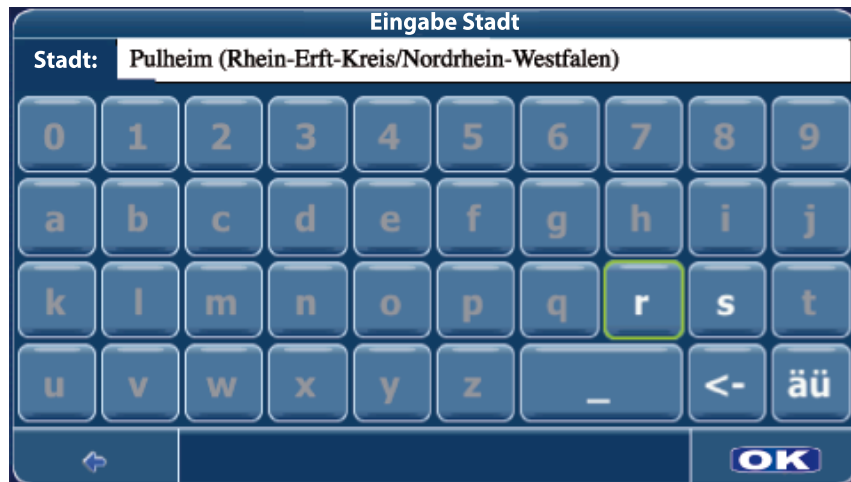 Eingabe Stadt
Stadt: Pulheim (Rhein-Erft-Kreis/Nordrhein-Westfalen)
0 1 2 3 4 5 6 7 8 9
a b c d e f g h i j
k l m n o p q r s t
u v w x y z _ <- äü
OK